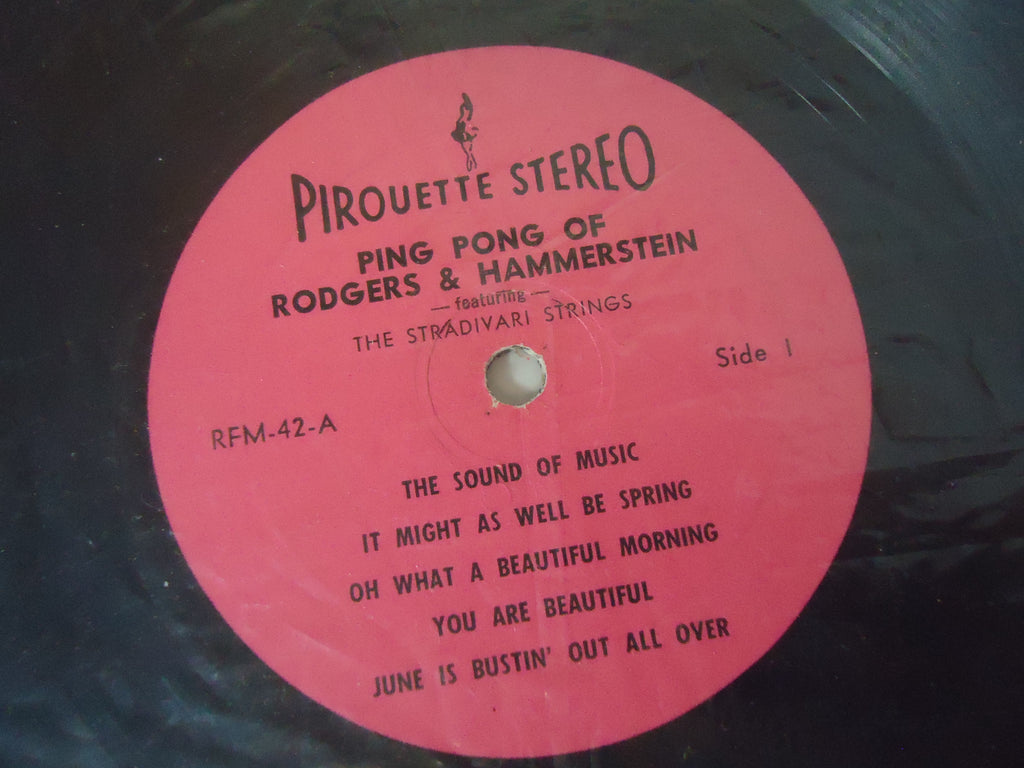 PIROUETTE STEREO
PING PONG OF
RODGERS & HAMMERSTEIN
— featuring —
THE STRADIVARI STRINGS
Side 1
RFM-42-A
THE SOUND OF MUSIC
IT MIGHT AS WELL BE SPRING
OH WHAT A BEAUTIFUL MORNING
YOU ARE BEAUTIFUL
JUNE IS BUSTIN' OUT ALL OVER